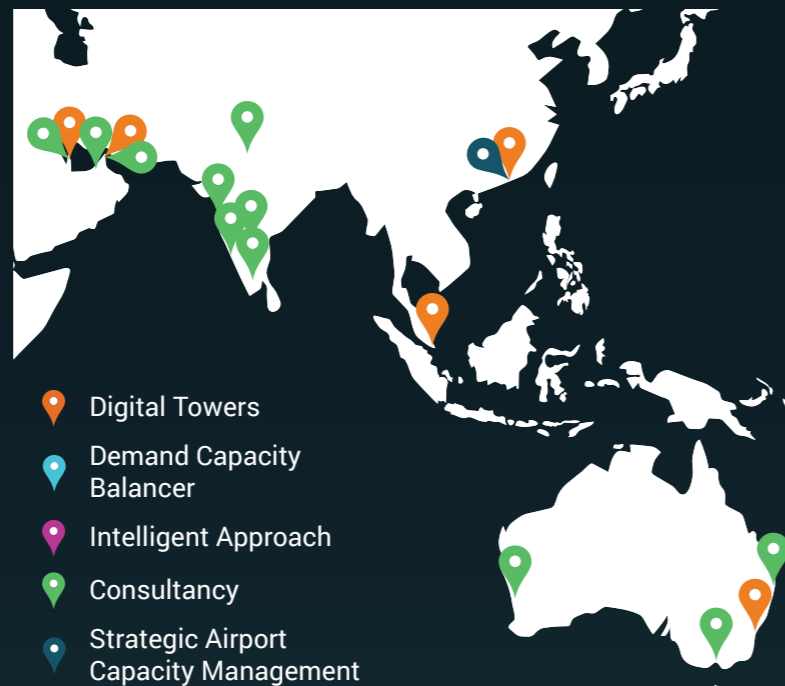 Digital Towers
Demand Capacity
Balancer
Intelligent Approach
Consultancy
Strategic Airport
Capacity Management